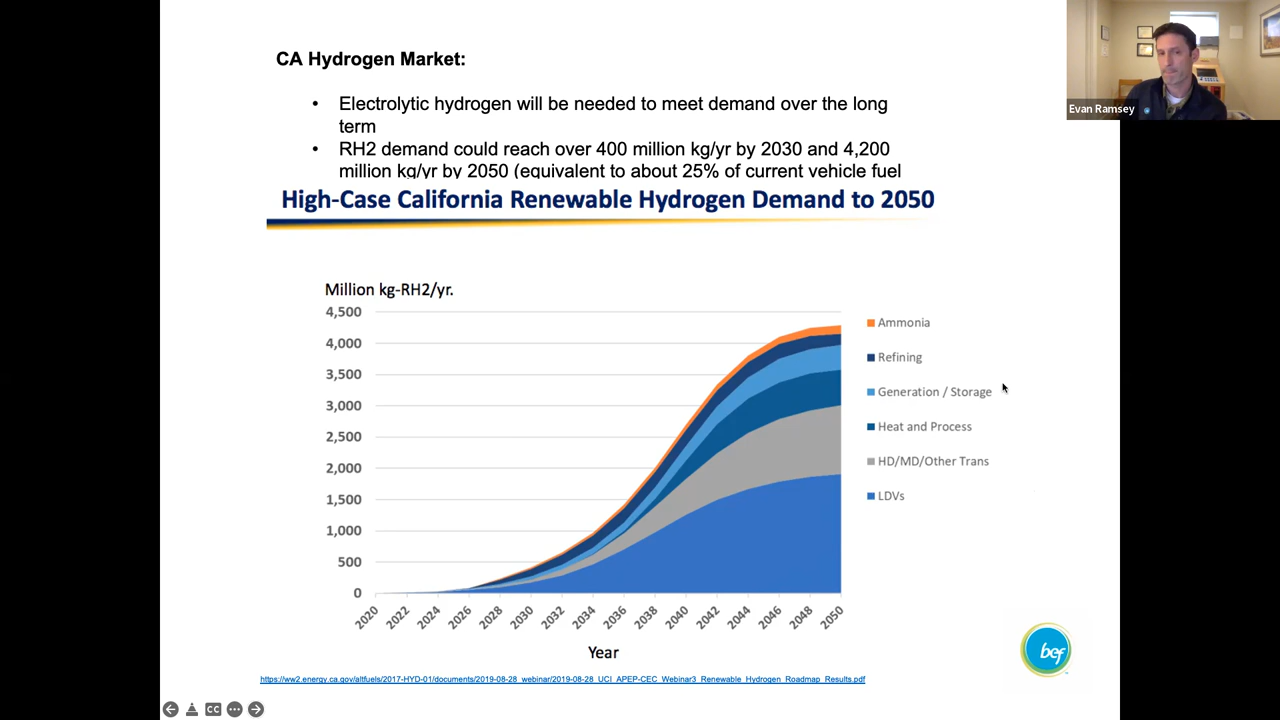 CA Hydrogen Market:
• Electrolytic hydrogen will be needed to meet demand over the long
term
• RH2 demand could reach over 400 million kg/yr by 2030 and 4,200
million kg/yr by 2050 (equivalent to about 25% of current vehicle fuel
High-Case California Renewable Hydrogen Demand to 2050
Million kg-RH2/yr.
4,500
4,000
3,500
3,000
2,500
2,000
1,500
1,000
500
0
2020 2022 2024 2026 2028 2030 2032 2034 2036 2038 2040 2042 2044 2046 2048 2050
Year
Ammonia
Refining
Generation / Storage
Heat and Process
HD/MD/Other Trans
LDVs
https://ww2.energy.ca.gov/altfuels/2017-HYD-01/documents/2019-08-28_webinar/2019-08-28_UCI_APEP-CEC_Webinar3_Renewable_Hydrogen_Roadmap_Results.pdf
bef
CC
Evan Ramsey